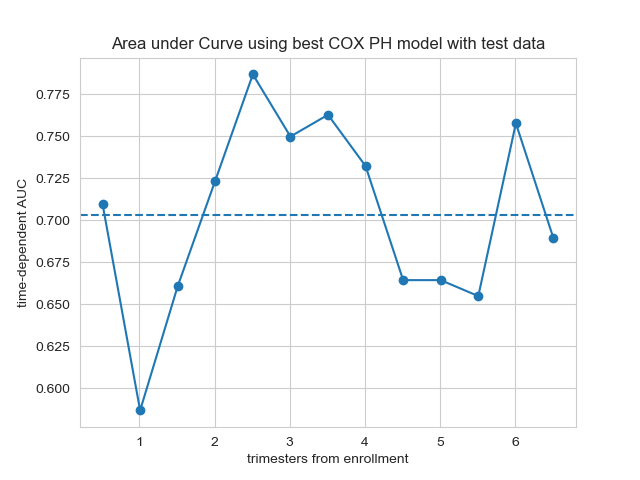 Area under Curve using best COX PH model with test data
time-dependent AUC
0.775
0.750
0.725
0.700
0.675
0.650
0.625
0.600
1 2 3 4 5 6
trimesters from enrollment